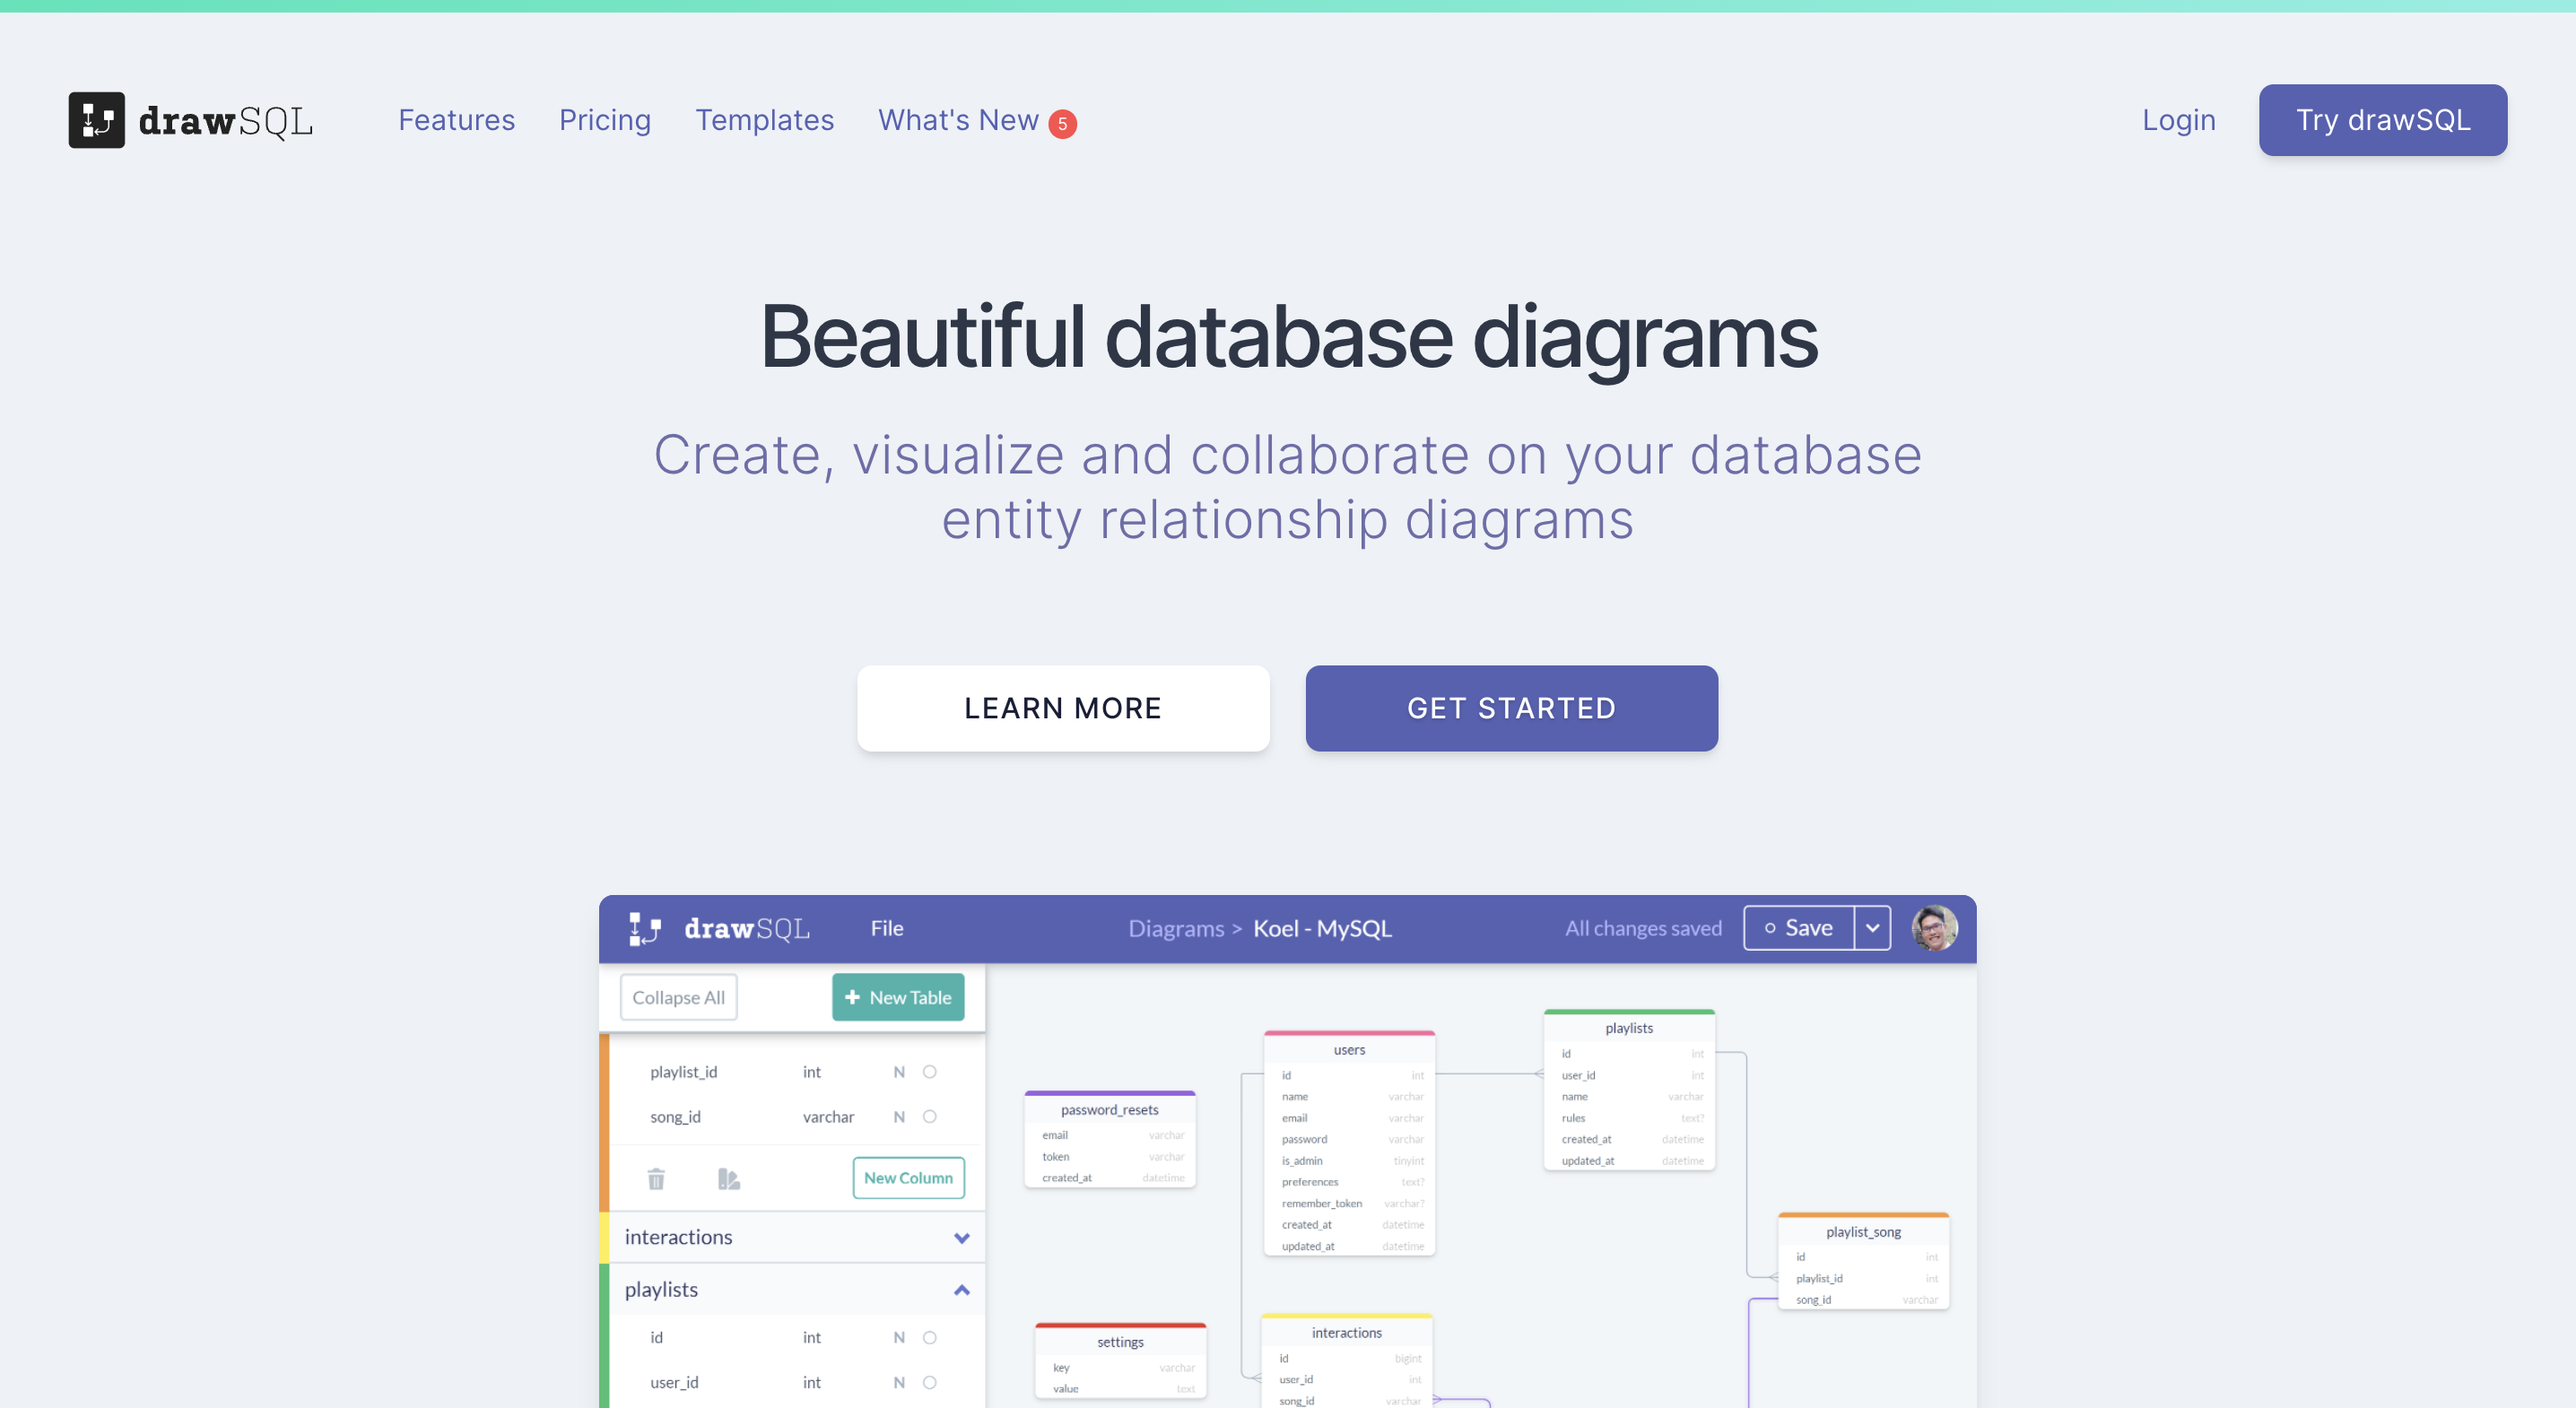 drawSQL Features Pricing Templates What's New 5 Login Try drawSQL
Beautiful database diagrams
Create, visualize and collaborate on your database
entity relationship diagrams
LEARN MORE GET STARTED
drawSQL File Diagrams > Koel - MySQL All changes saved Save
Collapse All + New Table
playlist_id int N
song_id varchar N
New Column
interactions
playlists
id int N
user_id int N
password_resets
email varchar
token varchar
created_at datetime
settings
key varchar
value text
users
id int
name varchar
email varchar
password varchar
is_admin tinyint
preferences text?
remember_token varchar?
created_at datetime
updated_at datetime
interactions
id bigint
user_id int
song_id varchar
playlists
id int
user_id int
name varchar
rules text?
created_at datetime
updated_at datetime
playlist_song
id int
playlist_id int
song_id varchar